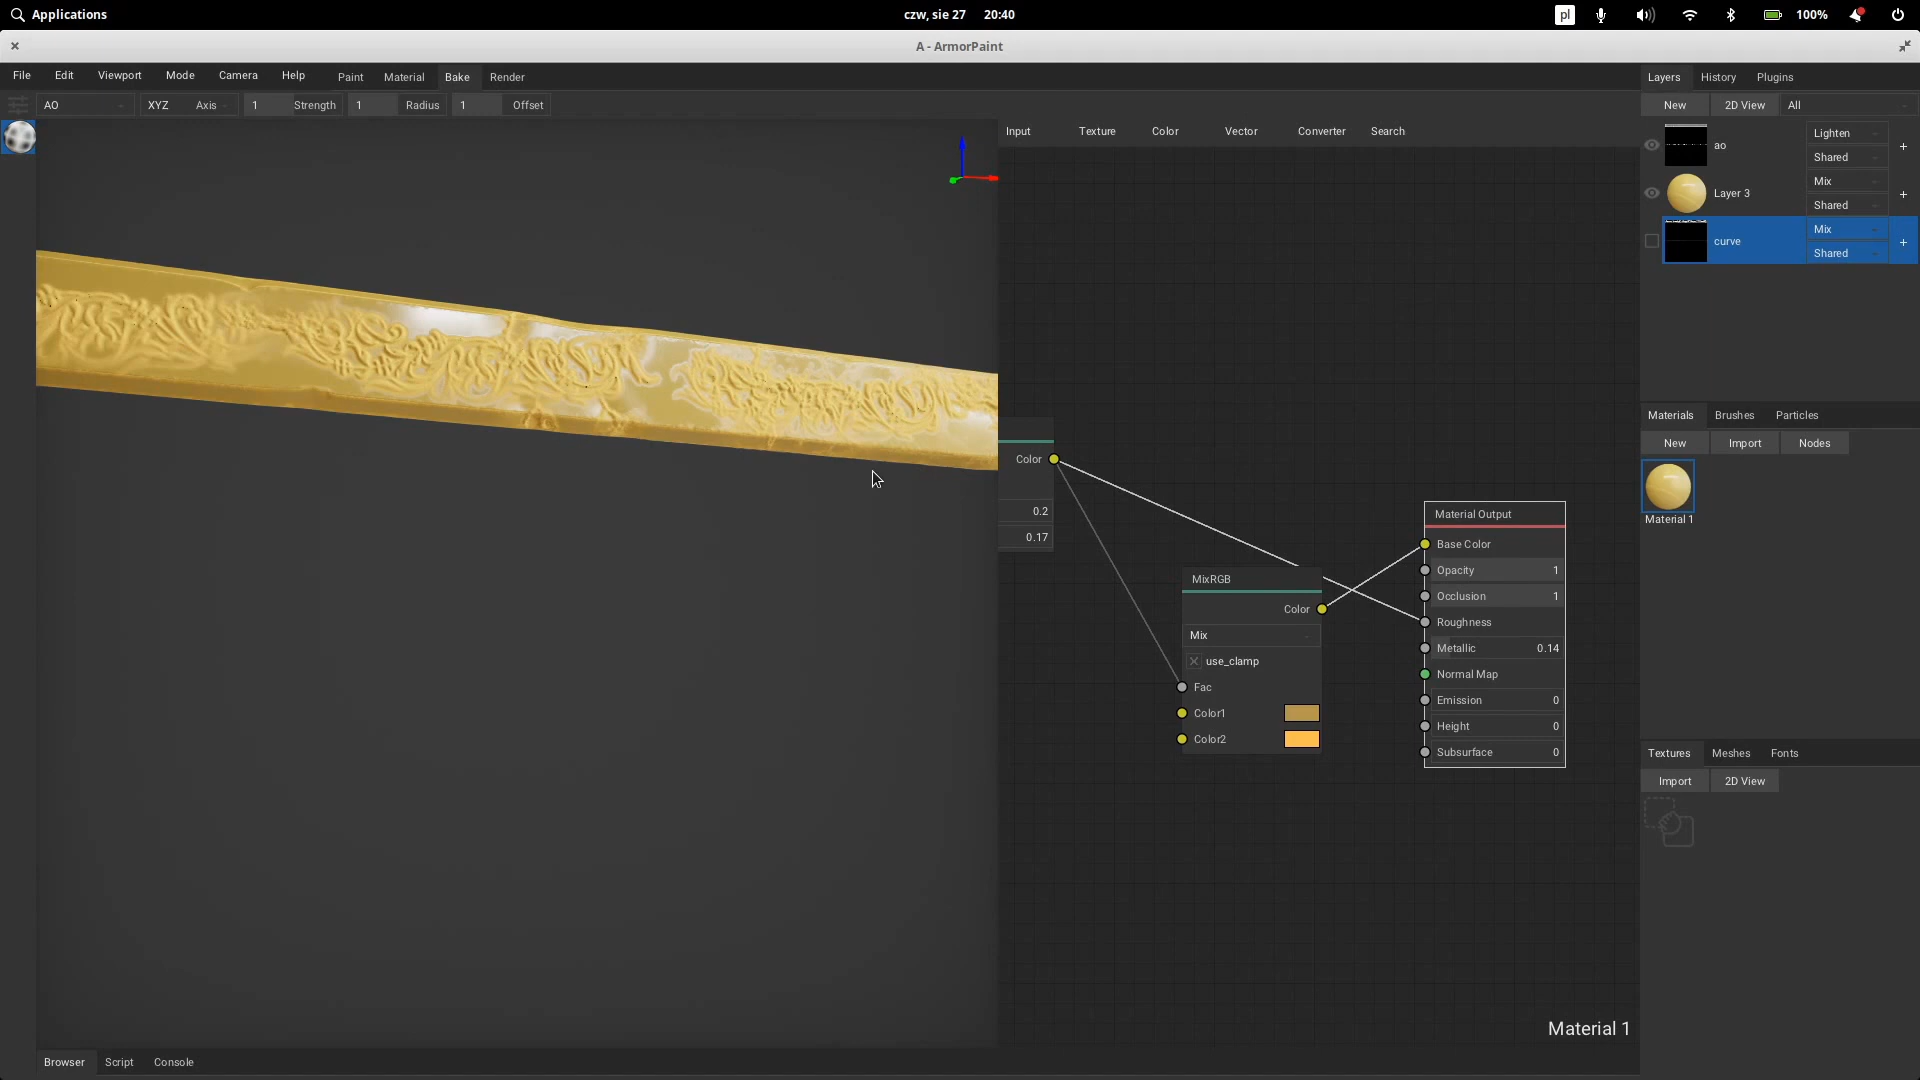 Applications
czw, sie 27 20:40
pl
100%
A - ArmorPaint
File Edit Viewport Mode Camera Help Paint Material Bake Render
Layers History Plugins
AO XYZ Axis 1 Strength 1 Radius 1 Offset
New 2D View All
Input Texture Color Vector Converter Search
ao
Lighten
Shared
Layer 3
Mix
Shared
curve
Mix
Shared
Materials Brushes Particles
New Import Nodes
Material 1
Color
0.2
0.17
MixRGB
Color
Mix
use_clamp
Fac
Color1
Color2
Material Output
Base Color
Opacity 1
Occlusion 1
Roughness
Metallic 0.14
Normal Map
Emission 0
Height 0
Subsurface 0
Textures Meshes Fonts
Import 2D View
Material 1
Browser Script Console